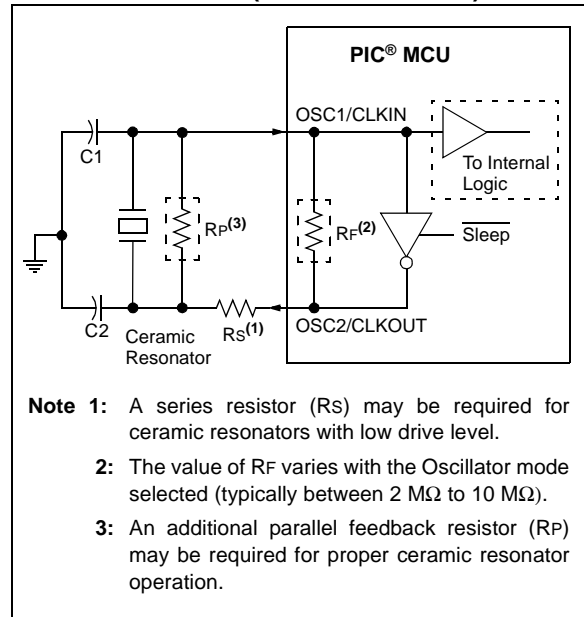 PIC® MCU
OSC1/CLKIN
C1
To Internal
Logic
RP(3)
RF(2)
Sleep
C2
Ceramic
Resonator
RS(1)
OSC2/CLKOUT
Note 1: A series resistor (RS) may be required for
ceramic resonators with low drive level.
2: The value of RF varies with the Oscillator mode
selected (typically between 2 MΩ to 10 MΩ).
3: An additional parallel feedback resistor (RP)
may be required for proper ceramic resonator
operation.